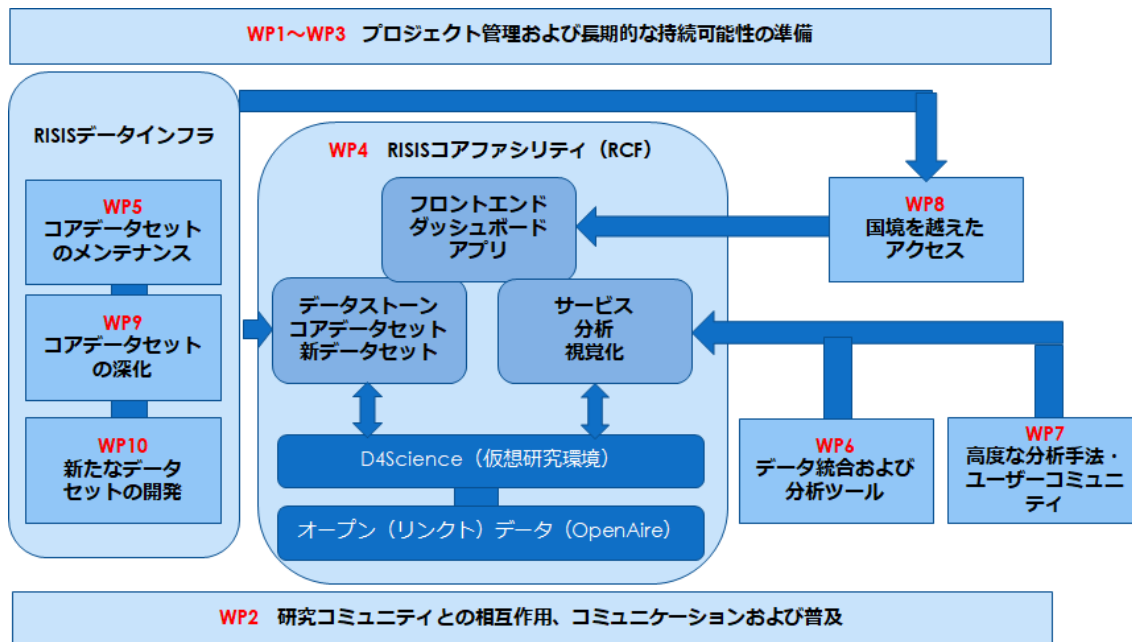 WP1～WP3 プロジェクト管理および長期的な持続可能性の準備
RISISデータインフラ
WP5
コアデータセット
のメンテナンス
WP9
コアデータセット
の深化
WP10
新たなデータ
セットの開発
WP4 RISISコアファシリティ（RCF）
フロントエンド
ダッシュボード
アプリ
データストーン
コアデータセット
新データセット
サービス
分析
視覚化
D4Science（仮想研究環境）
オープン（リンクト）データ（OpenAire）
WP8
国境を越えた
アクセス
WP6
データ統合および
分析ツール
WP7
高度な分析手法・
ユーザーコミュニ
ティ
WP2 研究コミュニティとの相互作用、コミュニケーションおよび普及